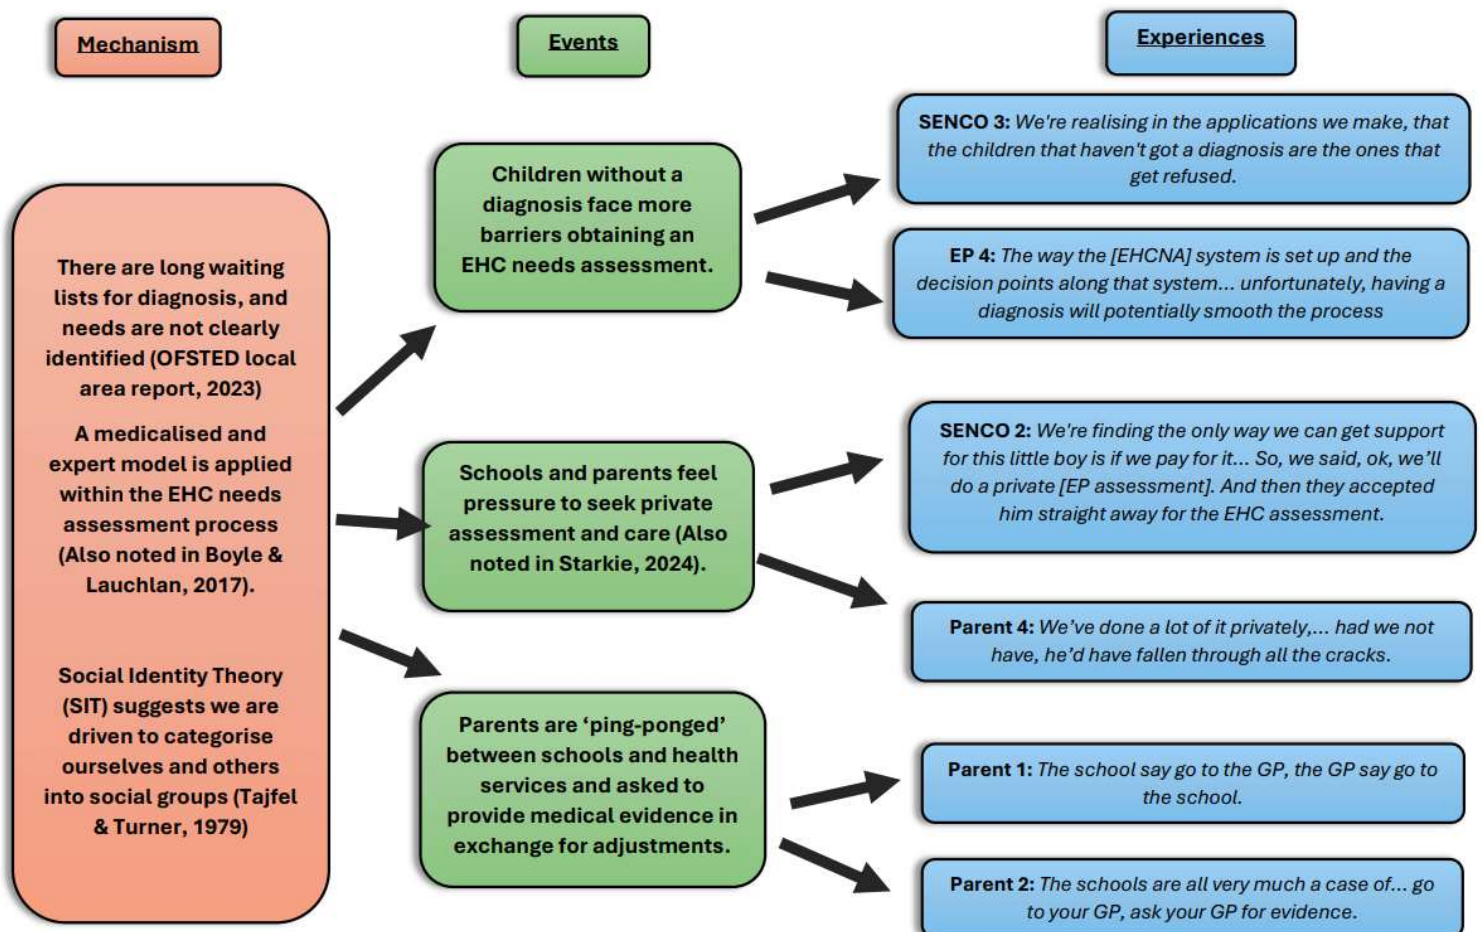 Mechanism
Events
Experiences
There are long waiting
lists for diagnosis, and
needs are not clearly
identified (OFSTED local
area report, 2023)
A medicalised and
expert model is applied
within the EHC needs
assessment process
(Also noted in Boyle &
Lauchlan, 2017).
Social Identity Theory
(SIT) suggests we are
driven to categorise
ourselves and others
into social groups (Tajfel
& Turner, 1979)
Children without a
diagnosis face more
barriers obtaining an
EHC needs assessment.
SENCO 3: We're realising in the applications we make, that
the children that haven't got a diagnosis are the ones that
get refused.
EP 4: The way the [EHCNA] system is set up and the
decision points along that system... unfortunately, having a
diagnosis will potentially smooth the process
Schools and parents feel
pressure to seek private
assessment and care (Also
noted in Starkie, 2024).
SENCO 2: We're finding the only way we can get support
for this little boy is if we pay for it... So, we said, ok, we’ll
do a private [EP assessment]. And then they accepted
him straight away for the EHC assessment.
Parent 4: We’ve done a lot of it privately,... had we not
have, he’d have fallen through all the cracks.
Parents are ‘ping-ponged’
between schools and health
services and asked to
provide medical evidence in
exchange for adjustments.
Parent 1: The school say go to the GP, the GP say go to
the school.
Parent 2: The schools are all very much a case of... go
to your GP, ask your GP for evidence.